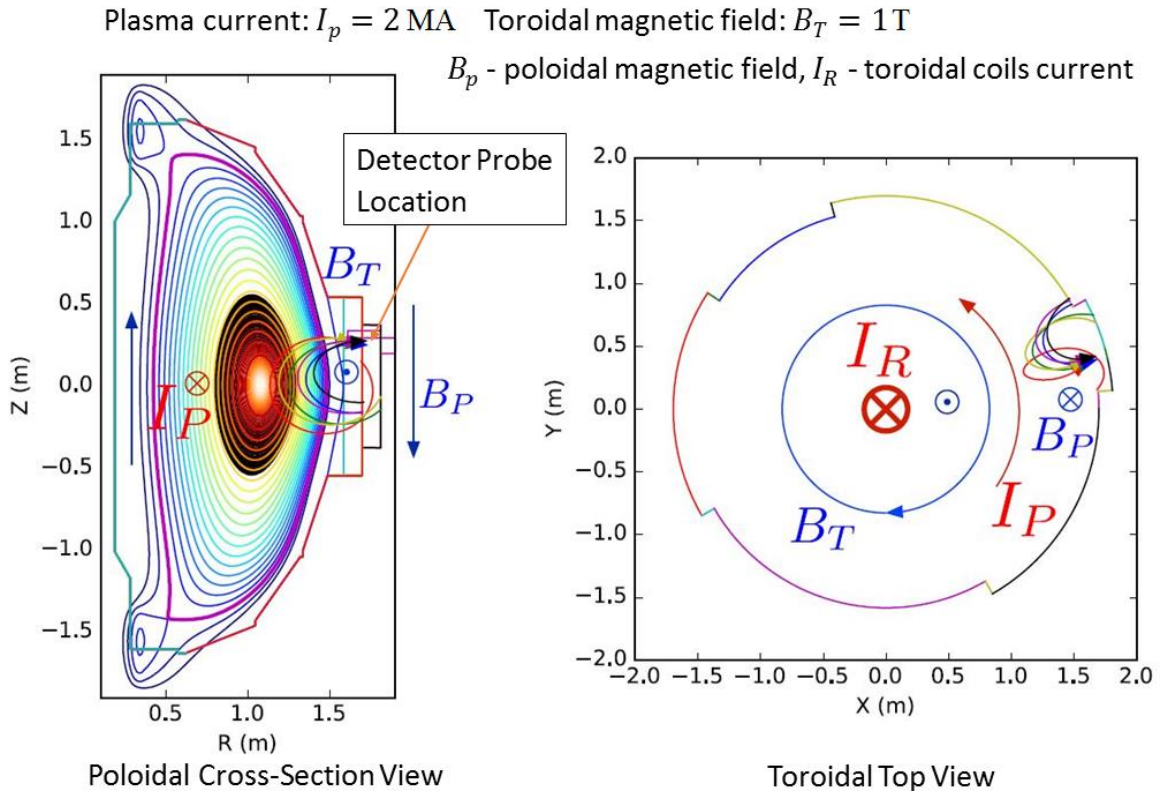 Plasma current: I_p = 2 MA Toroidal magnetic field: B_T = 1 T
B_p - poloidal magnetic field, I_R - toroidal coils current
Detector Probe
Location
1.5
1.0
0.5
0.0
−0.5
−1.0
−1.5
Z (m)
0.5 1.0 1.5
R (m)
B_T
I_P
B_P
Poloidal Cross-Section View
2.0
1.5
1.0
0.5
0.0
−0.5
−1.0
−1.5
−2.0
Y (m)
−2.0 −1.5 −1.0 −0.5 0.0 0.5 1.0 1.5 2.0
X (m)
I_R
B_P
I_P
B_T
Toroidal Top View